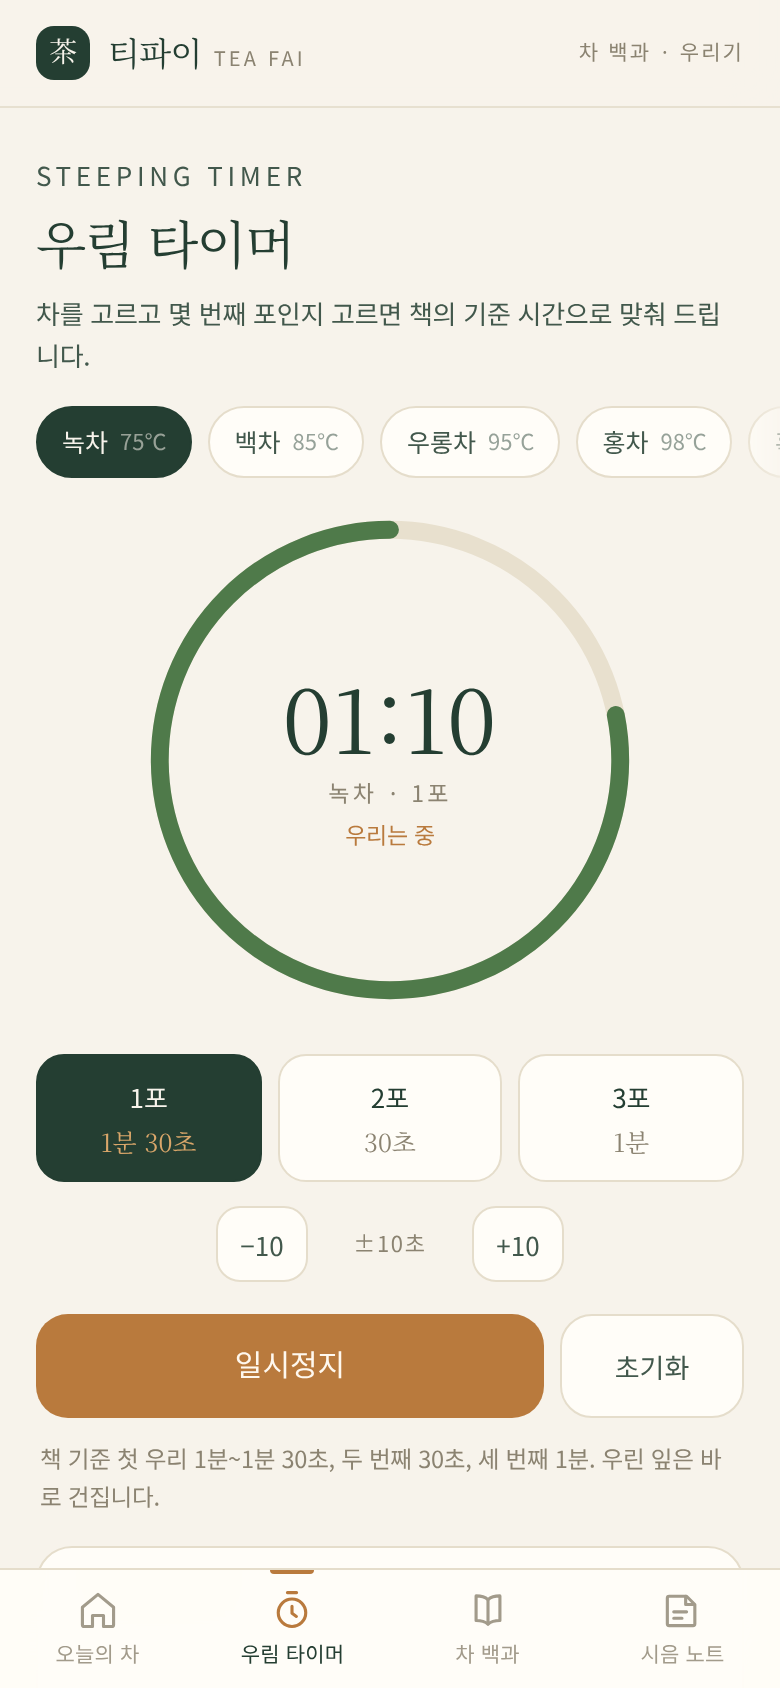 茶 티파이 TEA FAI 차 백과 · 우리기
STEEPING TIMER
우림 타이머
차를 고르고 몇 번째 포인지 고르면 책의 기준 시간으로 맞춰 드립
니다.
녹차 75℃ 백차 85℃ 우롱차 95℃ 홍차 98℃
01:10
녹차 · 1포
우리는 중
1포 2포 3포
1분 30초 30초 1분
−10 ±10초 +10
일시정지 초기화
책 기준 첫 우리 1분~1분 30초, 두 번째 30초, 세 번째 1분. 우린 잎은 바
로 건집니다.
오늘의 차 우림 타이머 차 백과 시음 노트